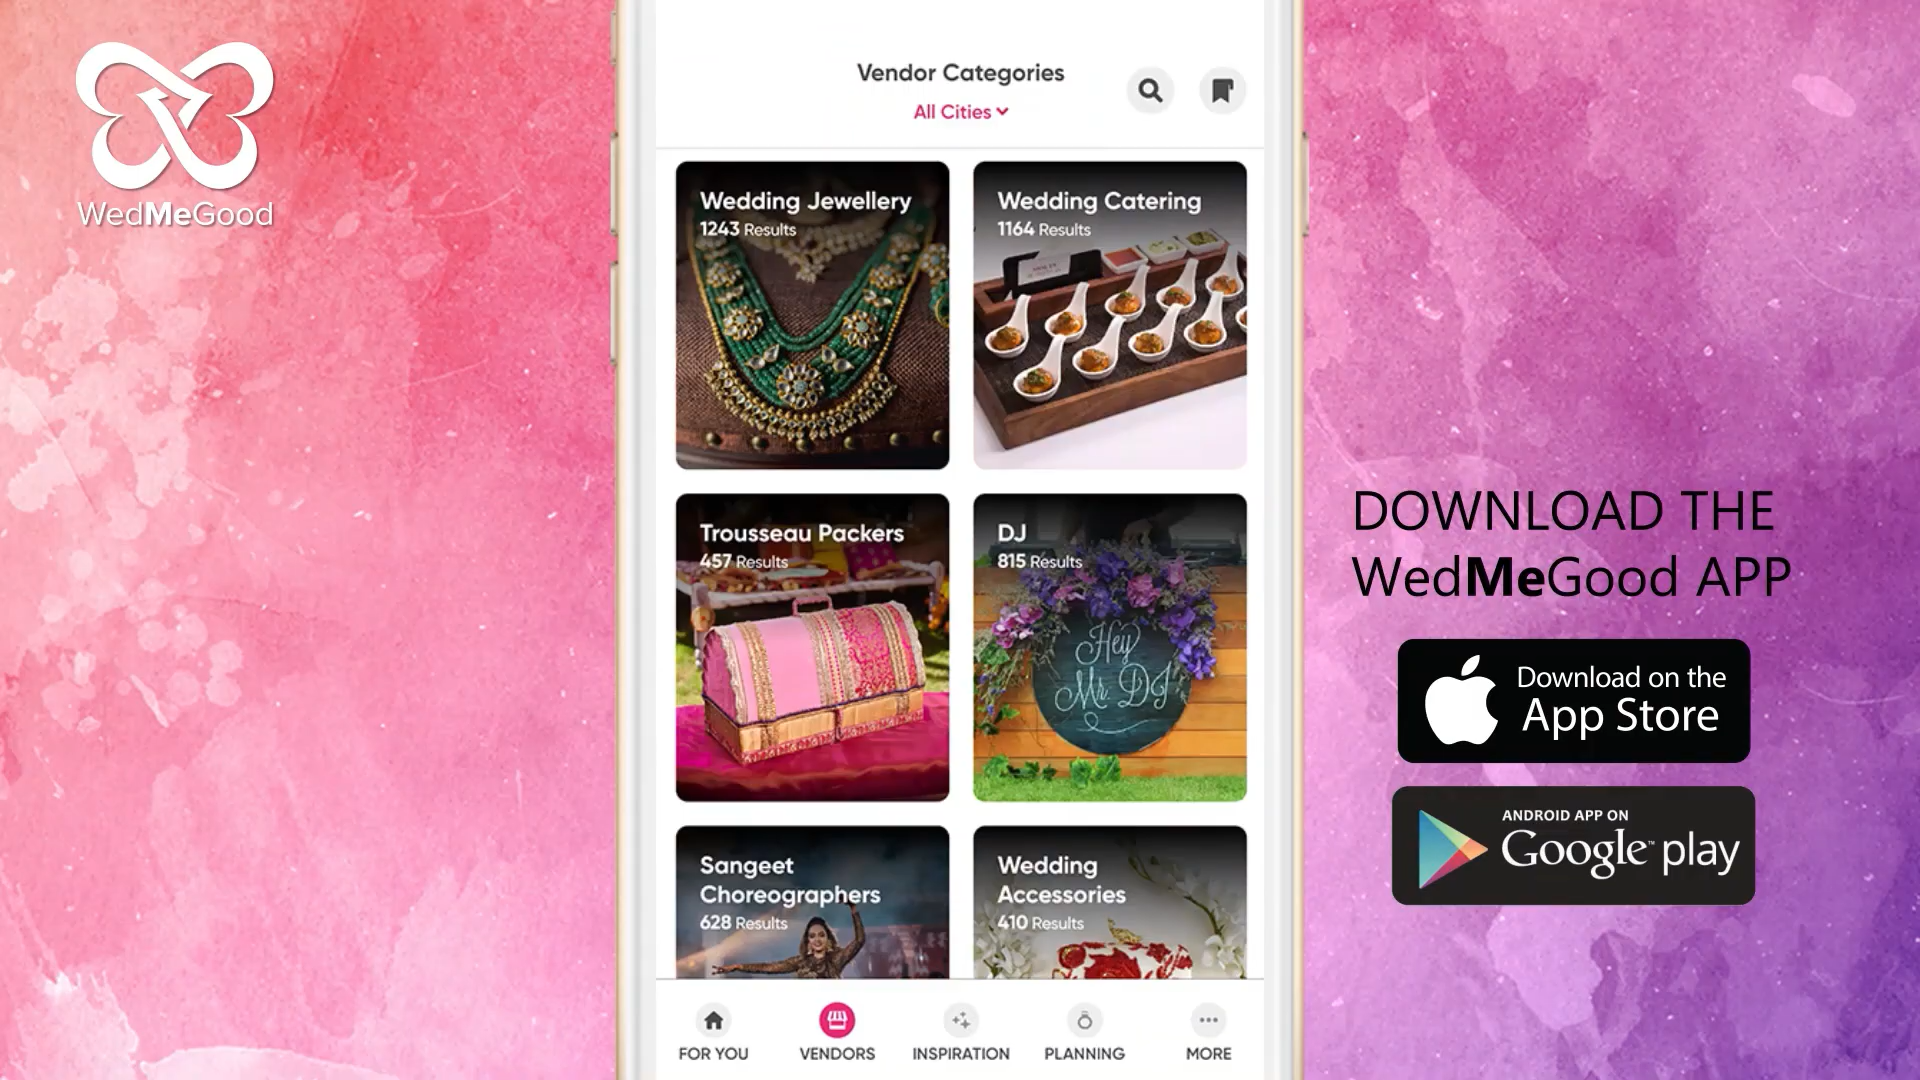 WedMeGood
Vendor Categories
All Cities
Wedding Jewellery
1243 Results
Wedding Catering
1164 Results
Trousseau Packers
457 Results
DJ
815 Results
Hey
Mr. DJ
Sangeet
Choreographers
628 Results
Wedding
Accessories
410 Results
FOR YOU
VENDORS
INSPIRATION
PLANNING
MORE
DOWNLOAD THE
WedMeGood APP
Download on the
App Store
ANDROID APP ON
Google™ play